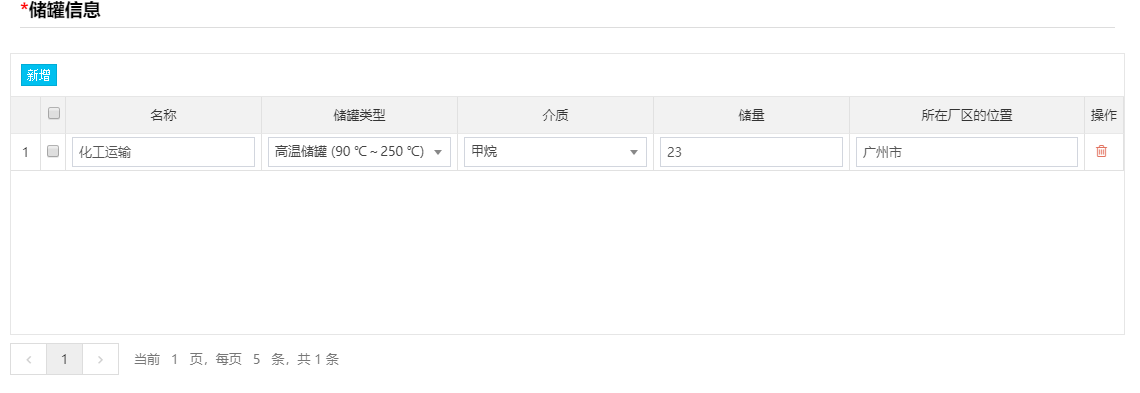 *储罐信息
新增
名称 储罐类型 介质 储量 所在厂区的位置 操作
1 化工运输 高温储罐 (90 ℃～250 ℃) 甲烷 23 广州市
1 当前 1 页，每页 5 条，共 1 条